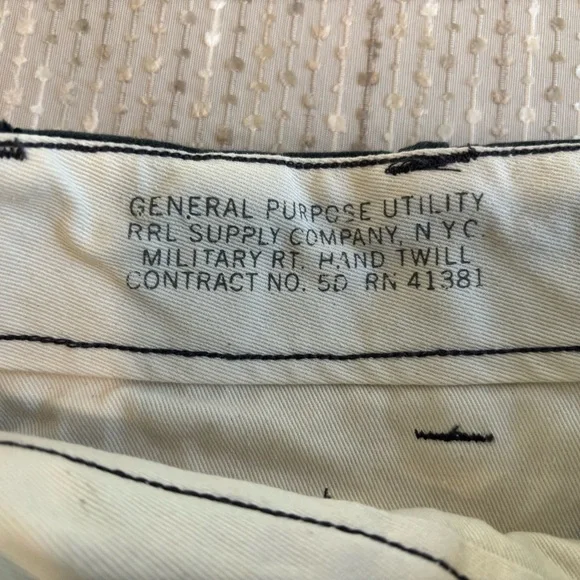 GENERAL PURPOSE UTILITY
RRL SUPPLY COMPANY, N Y C
MILITARY RT. HAND TWILL
CONTRACT NO. 5D RN 41381